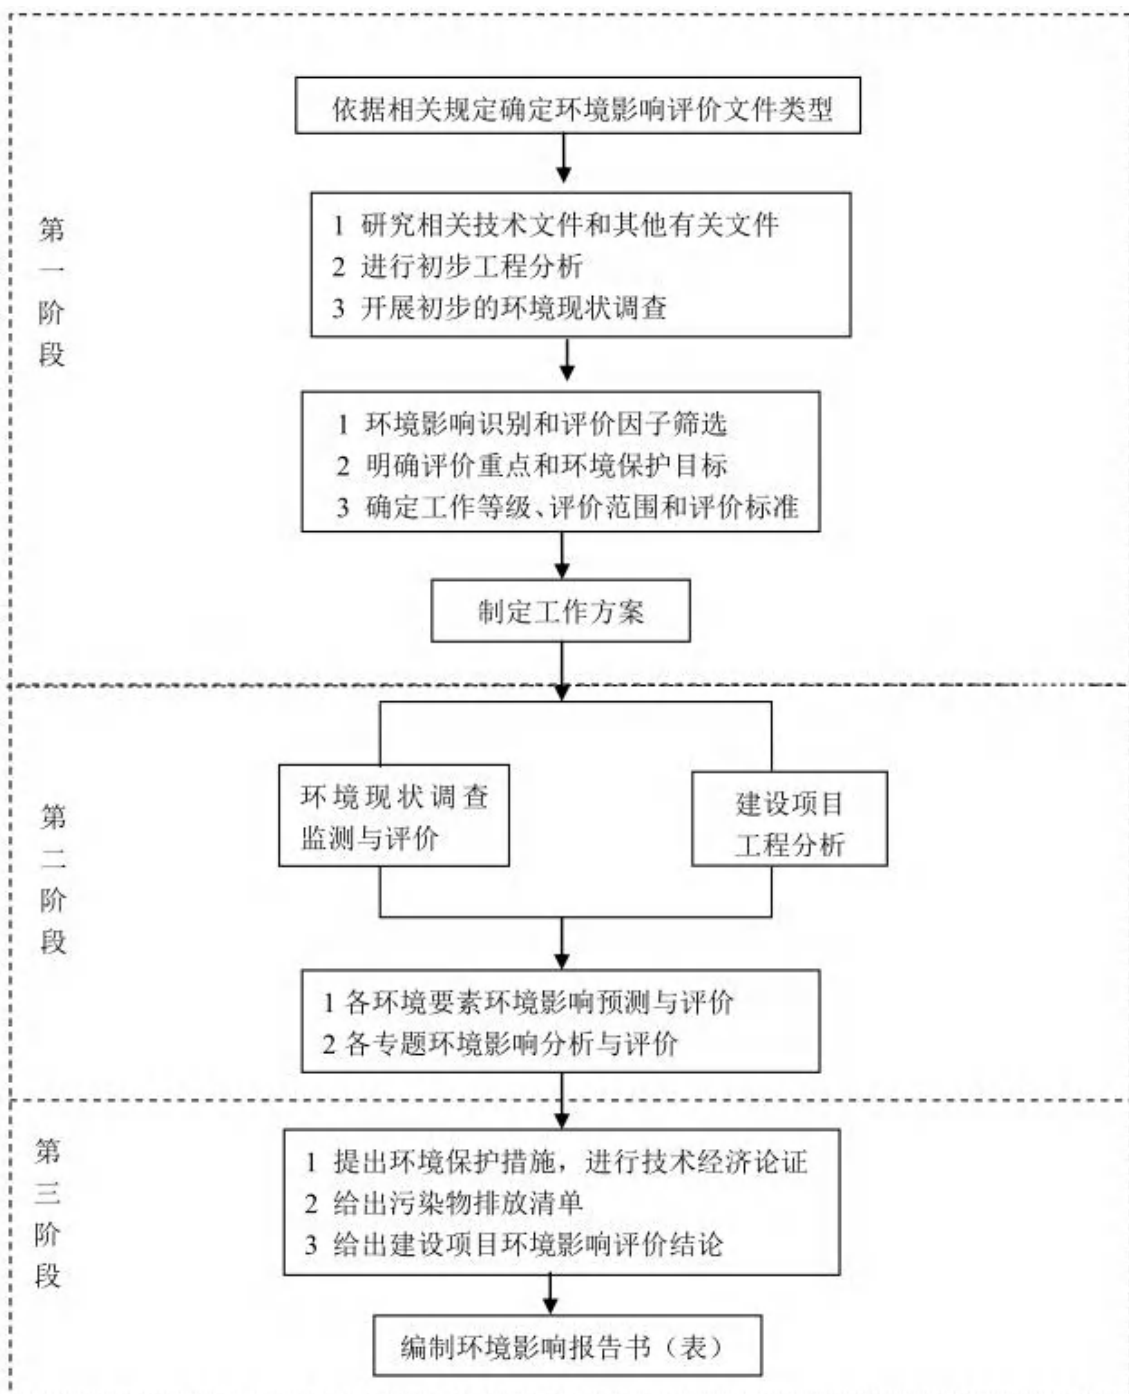 依据相关规定确定环境影响评价文件类型
第一阶段
1 研究相关技术文件和其他有关文件
2 进行初步工程分析
3 开展初步的环境现状调查
1 环境影响识别和评价因子筛选
2 明确评价重点和环境保护目标
3 确定工作等级、评价范围和评价标准
制定工作方案
第二阶段
环境现状调查
监测与评价
建设项目
工程分析
1 各环境要素环境影响预测与评价
2 各专题环境影响分析与评价
第三阶段
1 提出环境保护措施，进行技术经济论证
2 给出污染物排放清单
3 给出建设项目环境影响评价结论
编制环境影响报告书（表）